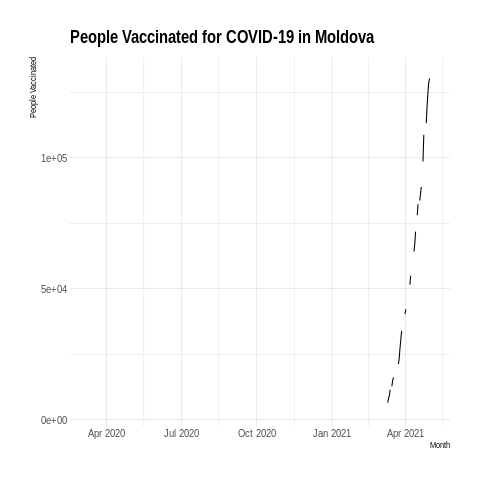 People Vaccinated for COVID-19 in Moldova
People Vaccinated
1e+05
5e+04
0e+00
Apr 2020 Jul 2020 Oct 2020 Jan 2021 Apr 2021
Month